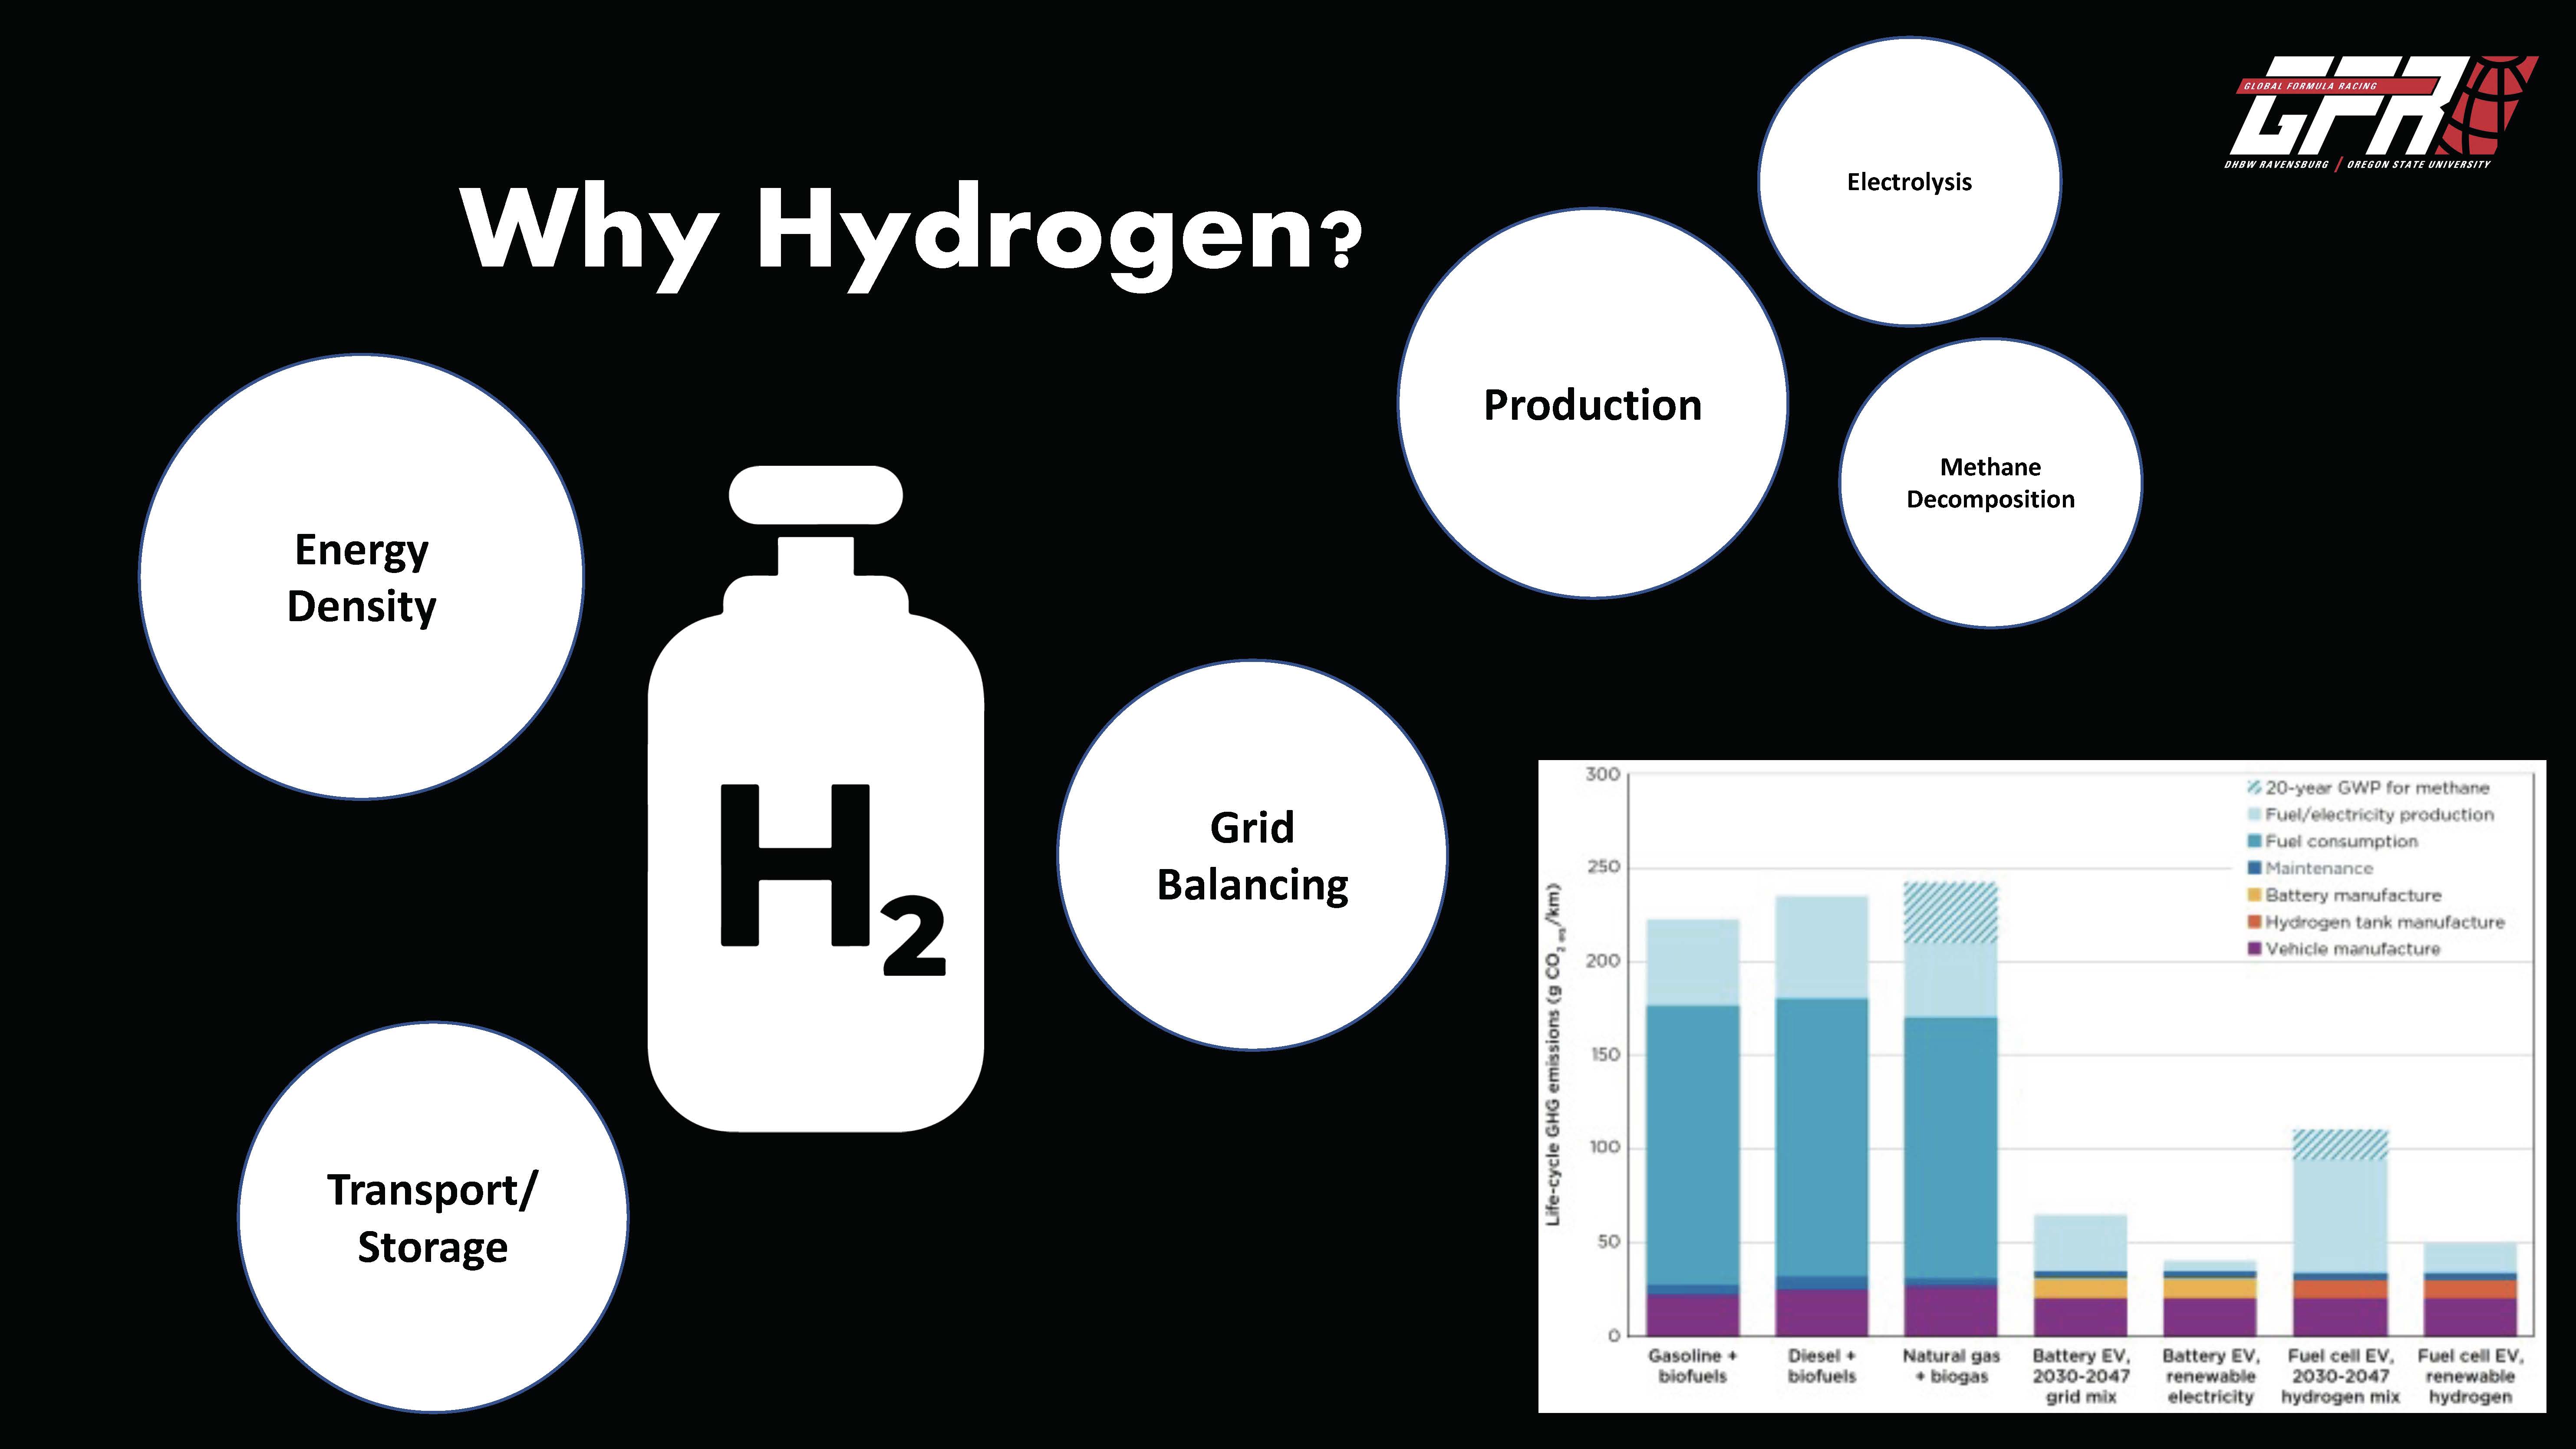 GLOBAL FORMULA RACING
GFR
DHBW RAVENSBURG / OREGON STATE UNIVERSITY
Why Hydrogen?
Electrolysis
Production
Methane
Decomposition
Energy
Density
H2
Grid
Balancing
Transport/
Storage
Life-cycle GHG emissions (g CO2 eq/km)
300
250
200
150
100
50
0
20-year GWP for methane
Fuel/electricity production
Fuel consumption
Maintenance
Battery manufacture
Hydrogen tank manufacture
Vehicle manufacture
Gasoline +
biofuels
Diesel +
biofuels
Natural gas
+ biogas
Battery EV,
2030-2047
grid mix
Battery EV,
renewable
electricity
Fuel cell EV,
2030-2047
hydrogen mix
Fuel cell EV,
renewable
hydrogen